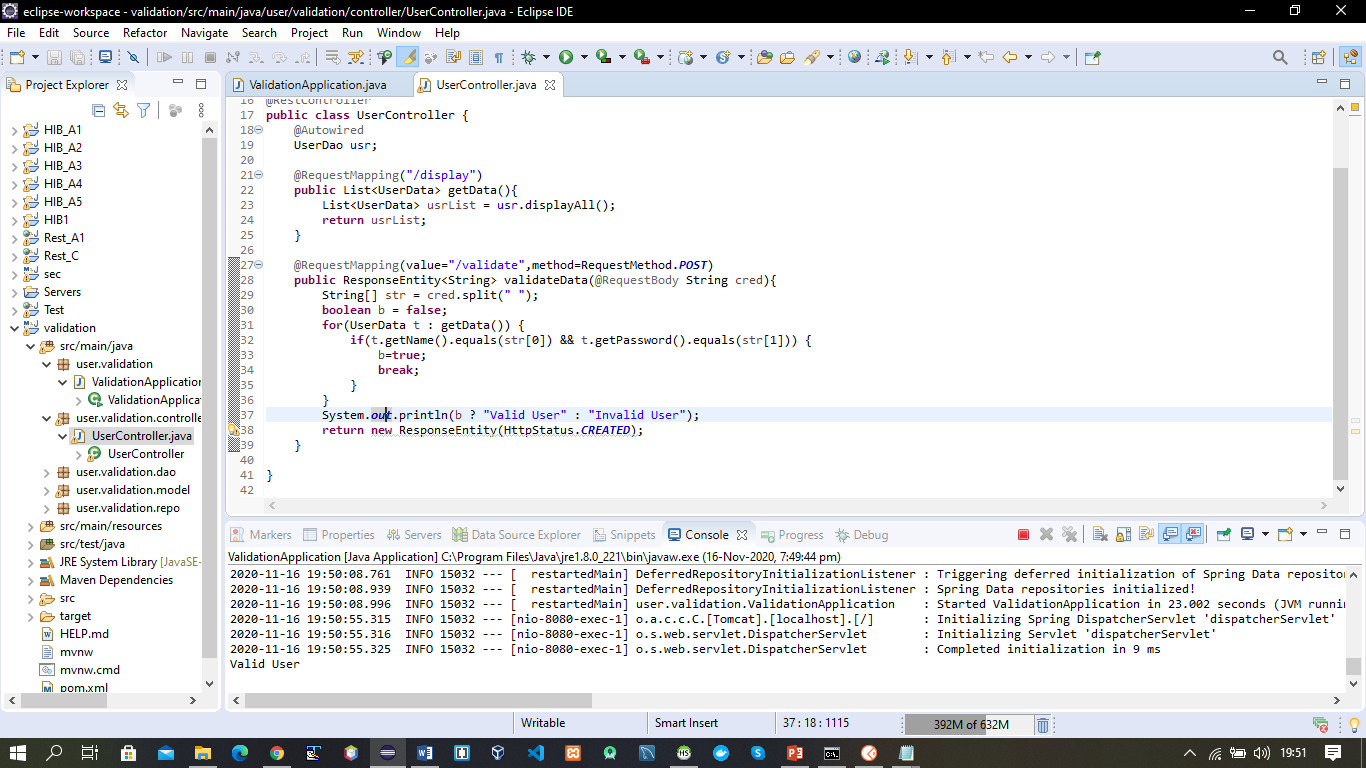 eclipse-workspace - validation/src/main/java/user/validation/controller/UserController.java - Eclipse IDE
File Edit Source Refactor Navigate Search Project Run Window Help
Project Explorer
HIB_A1
HIB_A2
HIB_A3
HIB_A4
HIB_A5
HIB1
Rest_A1
Rest_C
sec
Servers
Test
validation
src/main/java
user.validation
ValidationApplication
ValidationApplica
user.validation.controlle
UserController.java
UserController
user.validation.dao
user.validation.model
user.validation.repo
src/main/resources
src/test/java
JRE System Library [JavaSE-
Maven Dependencies
src
target
HELP.md
mvnw
mvnw.cmd
pom.xml
ValidationApplication.java UserController.java
16 @RestController
17 public class UserController {
18 @Autowired
19 UserDao usr;
20
21 @RequestMapping("/display")
22 public List<UserData> getData(){
23 List<UserData> usrList = usr.displayAll();
24 return usrList;
25 }
26
27 @RequestMapping(value="/validate",method=RequestMethod.POST)
28 public ResponseEntity<String> validateData(@RequestBody String cred){
29 String[] str = cred.split(" ");
30 boolean b = false;
31 for(UserData t : getData()) {
32 if(t.getName().equals(str[0]) && t.getPassword().equals(str[1])) {
33 b=true;
34 break;
35 }
36 }
37 System.out.println(b ? "Valid User" : "Invalid User");
38 return new ResponseEntity(HttpStatus.CREATED);
39 }
40
41 }
42
Markers Properties Servers Data Source Explorer Snippets Console Progress Debug
ValidationApplication [Java Application] C:\Program Files\Java\jre1.8.0_221\bin\javaw.exe (16-Nov-2020, 7:49:44 pm)
2020-11-16 19:50:08.761 INFO 15032 --- [ restartedMain] DeferredRepositoryInitializationListener : Triggering deferred initialization of Spring Data repositor
2020-11-16 19:50:08.939 INFO 15032 --- [ restartedMain] DeferredRepositoryInitializationListener : Spring Data repositories initialized!
2020-11-16 19:50:08.996 INFO 15032 --- [ restartedMain] user.validation.ValidationApplication : Started ValidationApplication in 23.002 seconds (JVM runnin
2020-11-16 19:50:55.315 INFO 15032 --- [nio-8080-exec-1] o.a.c.c.C.[Tomcat].[localhost].[/] : Initializing Spring DispatcherServlet 'dispatcherServlet'
2020-11-16 19:50:55.316 INFO 15032 --- [nio-8080-exec-1] o.s.web.servlet.DispatcherServlet : Initializing Servlet 'dispatcherServlet'
2020-11-16 19:50:55.325 INFO 15032 --- [nio-8080-exec-1] o.s.web.servlet.DispatcherServlet : Completed initialization in 9 ms
Valid User
Writable Smart Insert 37 : 18 : 1115 392M of 632M
19:51